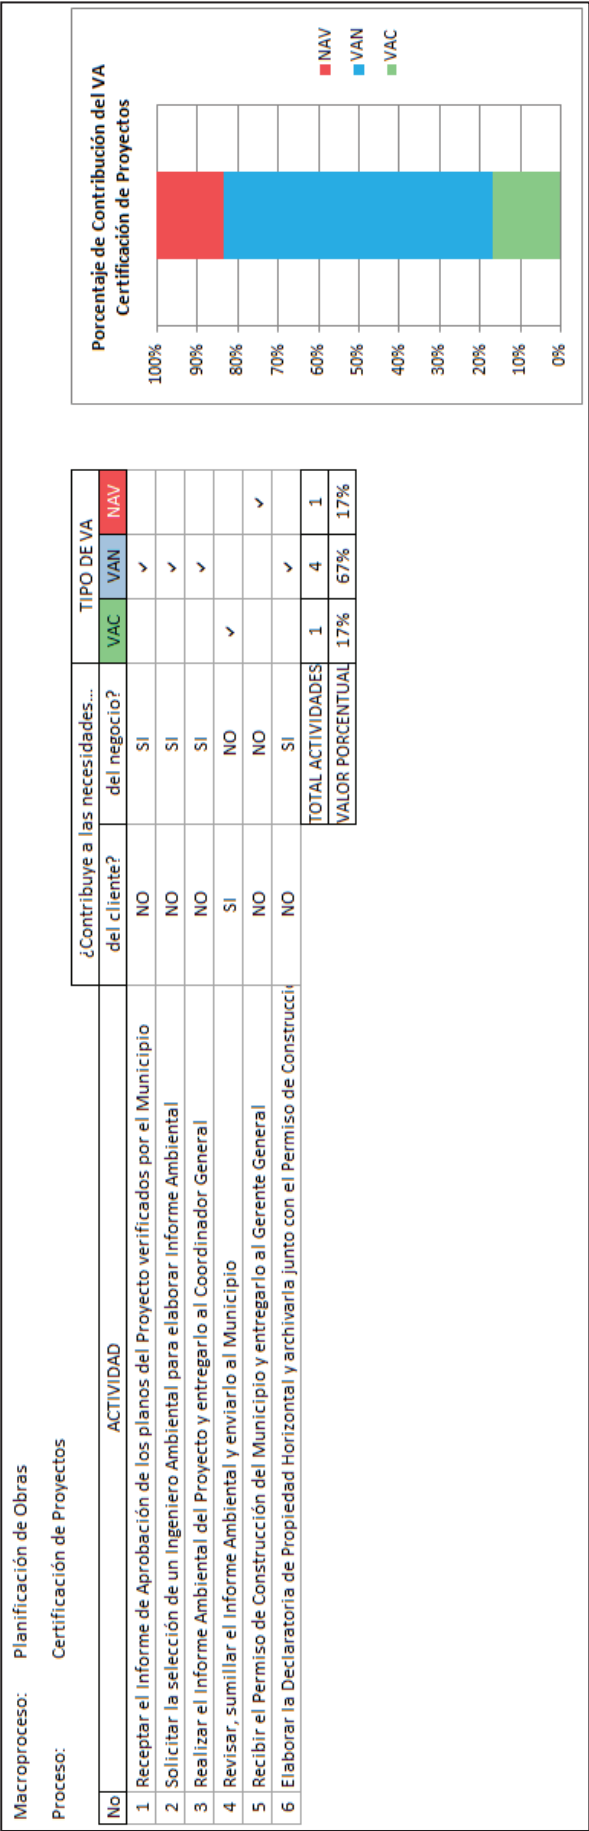 Macroproceso: Planificación de Obras
Proceso: Certificación de Proyectos
¿Contribuye a las necesidades... TIPO DE VA
No ACTIVIDAD del cliente? del negocio? VAC VAN NAV
1 Receptar el Informe de Aprobación de los planos del Proyecto verificados por el Municipio NO SI ✓
2 Solicitar la selección de un Ingeniero Ambiental para elaborar Informe Ambiental NO SI ✓
3 Realizar el Informe Ambiental del Proyecto y entregarlo al Coordinador General NO SI ✓
4 Revisar, sumillar el Informe Ambiental y enviarlo al Municipio SI NO ✓
5 Recibir el Permiso de Construcción del Municipio y entregarlo al Gerente General NO NO ✓
6 Elaborar la Declaratoria de Propiedad Horizontal y archivarla junto con el Permiso de Construcci NO SI ✓
TOTAL ACTIVIDADES 1 4 1
VALOR PORCENTUAL 17% 67% 17%
Porcentaje de Contribución del VA
Certificación de Proyectos
100%
90%
80%
70%
60%
50%
40%
30%
20%
10%
0%
NAV
VAN
VAC